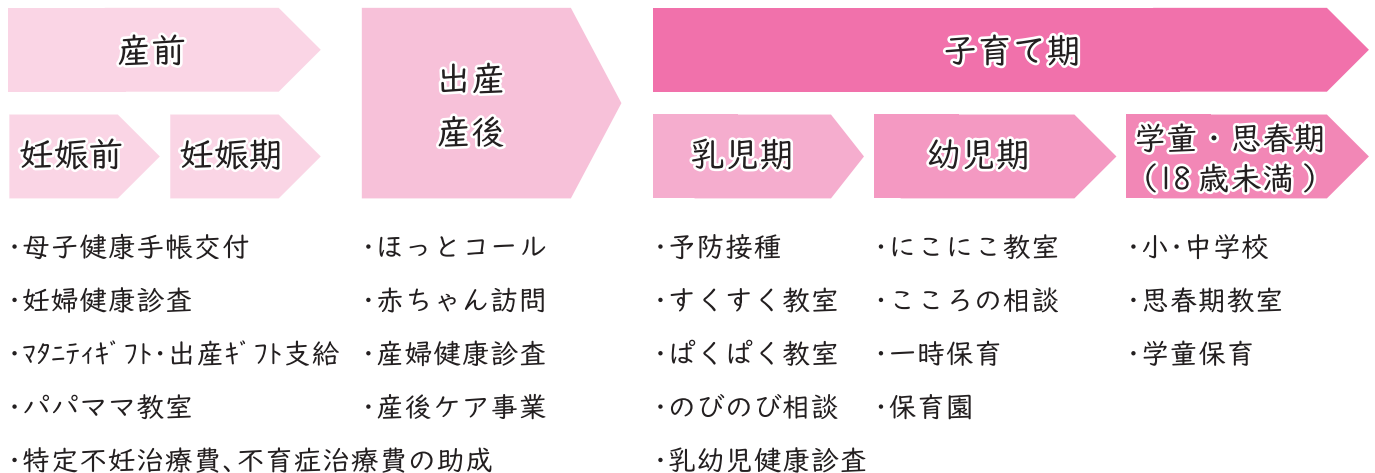 産前
妊娠前
妊娠期
出産
産後
子育て期
乳児期
幼児期
学童・思春期
(18歳未満)
・母子健康手帳交付
・妊婦健康診査
・ﾏﾀﾆﾃｨｷﾞﾌﾄ・出産ｷﾞﾌﾄ支給
・パパママ教室
・特定不妊治療費、不育症治療費の助成
・ほっとコール
・赤ちゃん訪問
・産婦健康診査
・産後ケア事業
・予防接種
・すくすく教室
・ぱくぱく教室
・のびのび相談
・乳幼児健康診査
・にこにこ教室
・こころの相談
・一時保育
・保育園
・小・中学校
・思春期教室
・学童保育